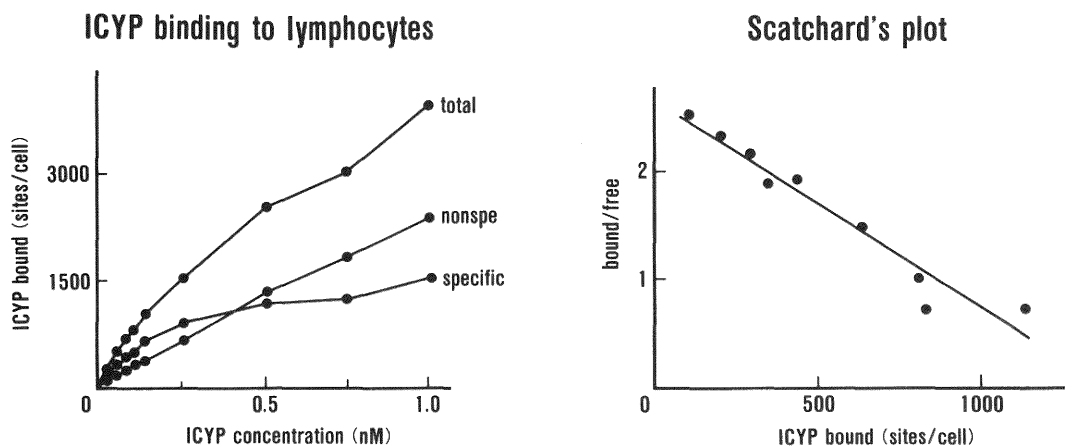 ICYP binding to lymphocytes
ICYP bound (sites/cell)
3000
1500
0
0.5
1.0
total
nonspe
specific
ICYP concentration (nM)
Scatchard's plot
bound/free
2
1
0
500
1000
ICYP bound (sites/cell)